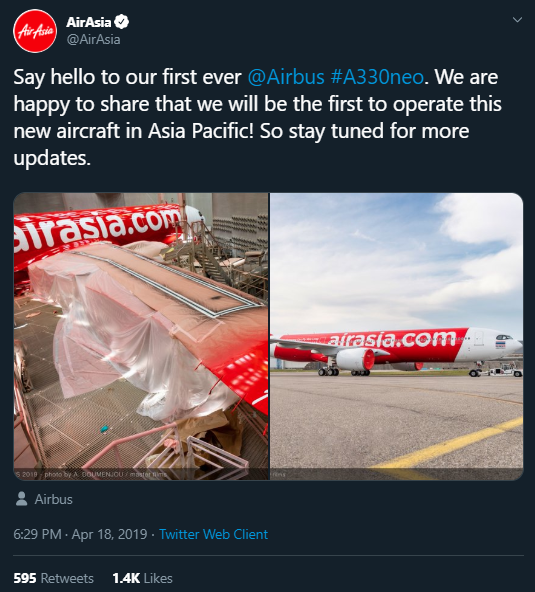 AirAsia
AirAsia
@AirAsia
Say hello to our first ever @Airbus #A330neo. We are
happy to share that we will be the first to operate this
new aircraft in Asia Pacific! So stay tuned for more
updates.
airasia.com
airasia.com
S 2019 - photo by A. DOUMENJOU / master films
films
Airbus
6:29 PM · Apr 18, 2019 · Twitter Web Client
595 Retweets 1.4K Likes